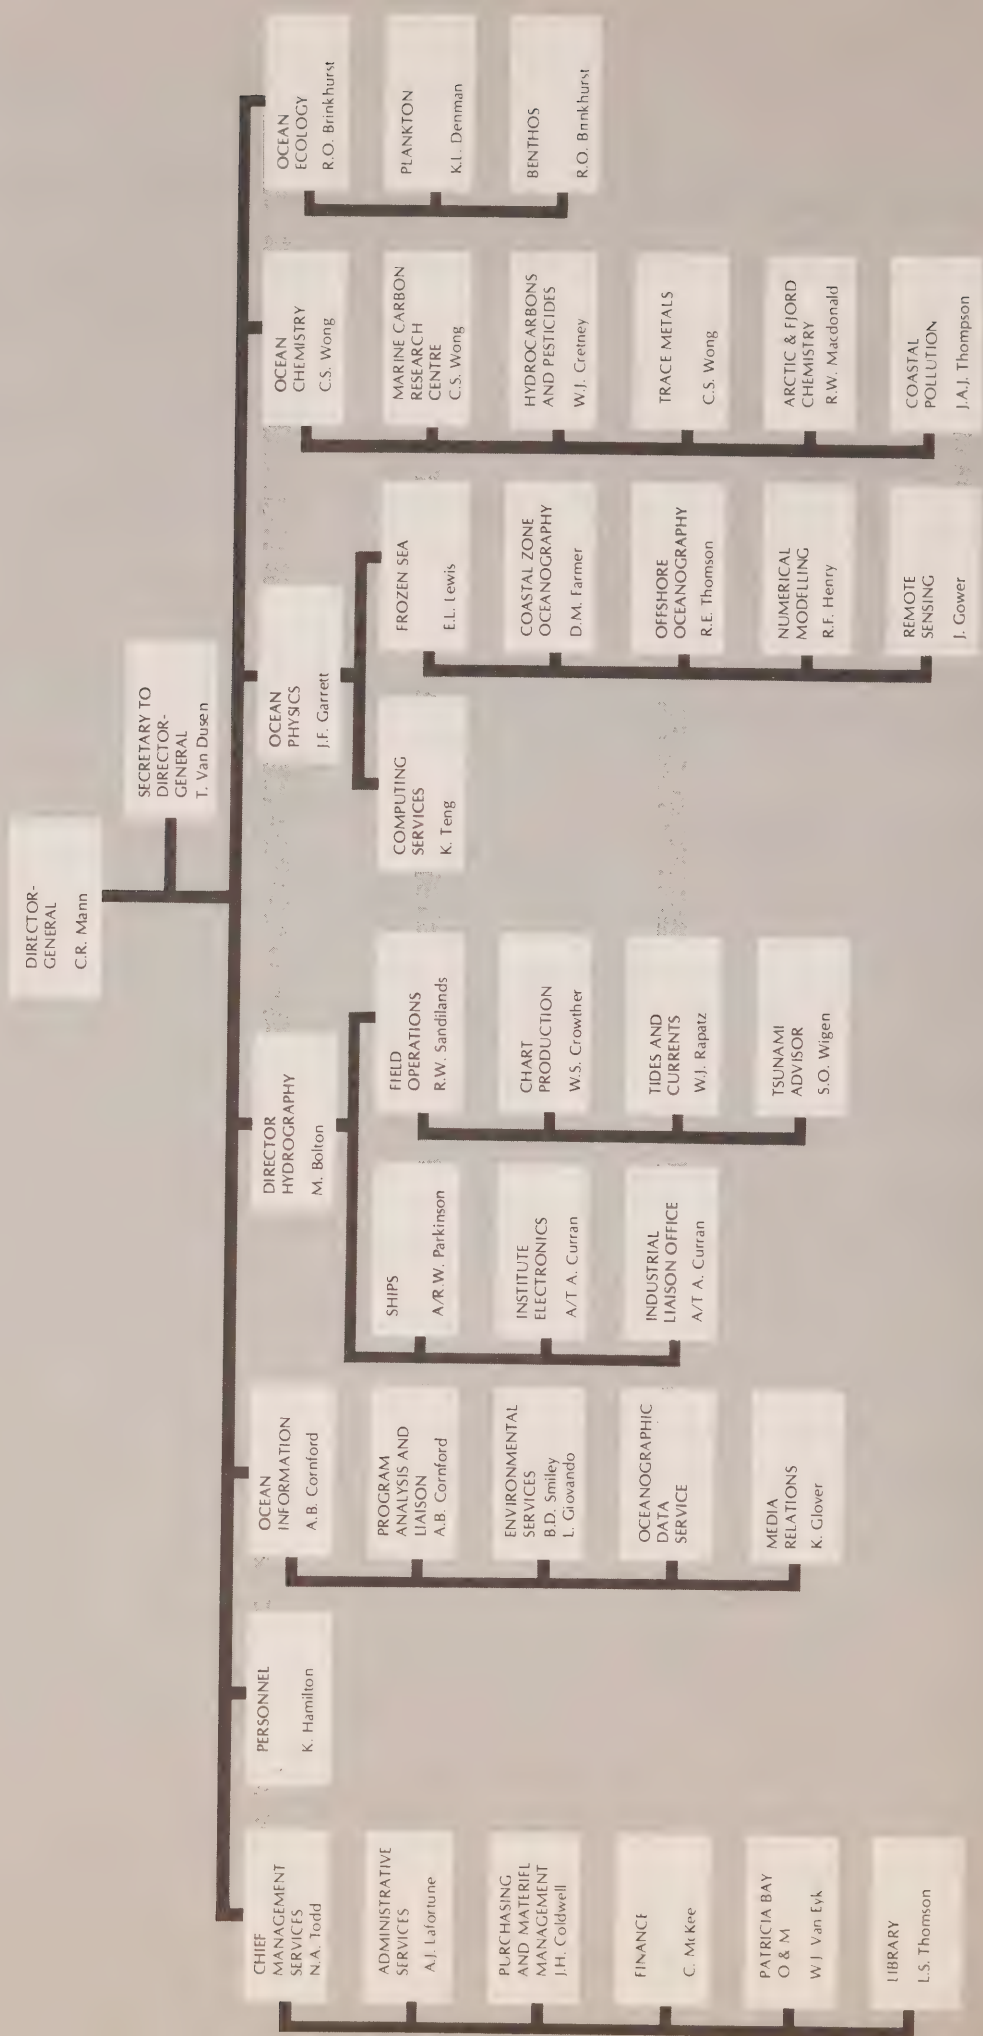 DIRECTOR-
GENERAL
C.R. Mann
SECRETARY TO
DIRECTOR-
GENERAL
T. Van Dusen
CHIEF
MANAGEMENT
SERVICES
N.A. Todd
ADMINISTRATIVE
SERVICES
A.J. Lafortune
PURCHASING
AND MATERIEL
MANAGEMENT
J.H. Coldwell
FINANCE
C. McKee
PATRICIA BAY
O & M
W.J. Van Eyk
LIBRARY
L.S. Thomson
PERSONNEL
K. Hamilton
OCEAN
INFORMATION
A.B. Cornford
PROGRAM
ANALYSIS AND
LIAISON
A.B. Cornford
ENVIRONMENTAL
SERVICES
B.D. Smiley
L. Giovando
OCEANOGRAPHIC
DATA
SERVICE
MEDIA
RELATIONS
K. Glover
DIRECTOR
HYDROGRAPHY
M. Bolton
SHIPS
A/R.W. Parkinson
INSTITUTE
ELECTRONICS
A/T A. Curran
INDUSTRIAL
LIAISON OFFICE
A/T A. Curran
FIELD
OPERATIONS
R.W. Sandilands
CHART
PRODUCTION
W.S. Crowther
TIDES AND
CURRENTS
W.J. Rapatz
TSUNAMI
ADVISOR
S.O. Wigen
OCEAN
PHYSICS
J.F. Garrett
COMPUTING
SERVICES
K. Teng
FROZEN SEA
E.L. Lewis
COASTAL ZONE
OCEANOGRAPHY
D.M. Farmer
OFFSHORE
OCEANOGRAPHY
R.E. Thomson
NUMERICAL
MODELLING
R.F. Henry
REMOTE
SENSING
J. Gower
OCEAN
CHEMISTRY
C.S. Wong
MARINE CARBON
RESEARCH
CENTRE
C.S. Wong
HYDROCARBONS
AND PESTICIDES
W.J. Cretney
TRACE METALS
C.S. Wong
ARCTIC & FJORD
CHEMISTRY
R.W. Macdonald
COASTAL
POLLUTION
J.A.J. Thompson
OCEAN
ECOLOGY
R.O. Brinkhurst
PLANKTON
K.L. Denman
BENTHOS
R.O. Brinkhurst